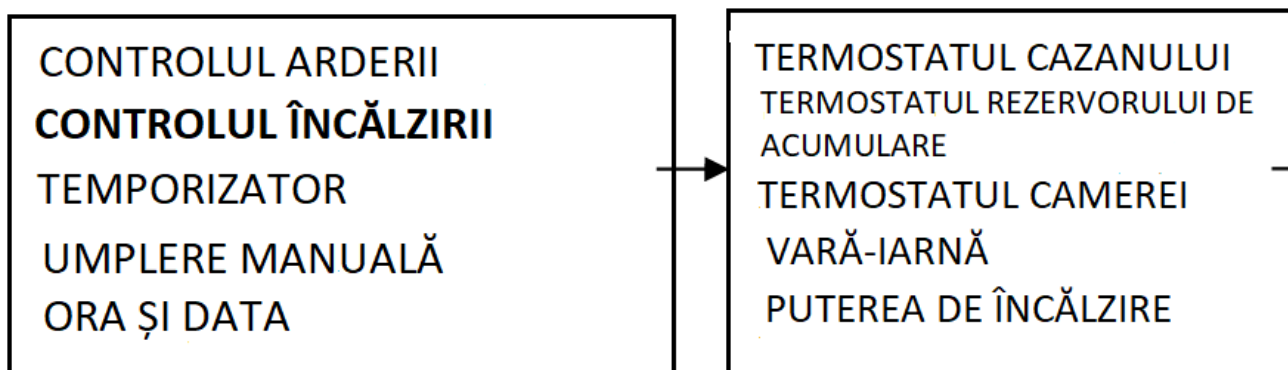 CONTROLUL ARDERII
CONTROLUL ÎNCĂLZIRII
TEMPORIZATOR
UMPLERE MANUALĂ
ORA ȘI DATA
TERMOSTATUL CAZANULUI
TERMOSTATUL REZERVORULUI DE
ACUMULARE
TERMOSTATUL CAMEREI
VARĂ-IARNĂ
PUTEREA DE ÎNCĂLZIRE